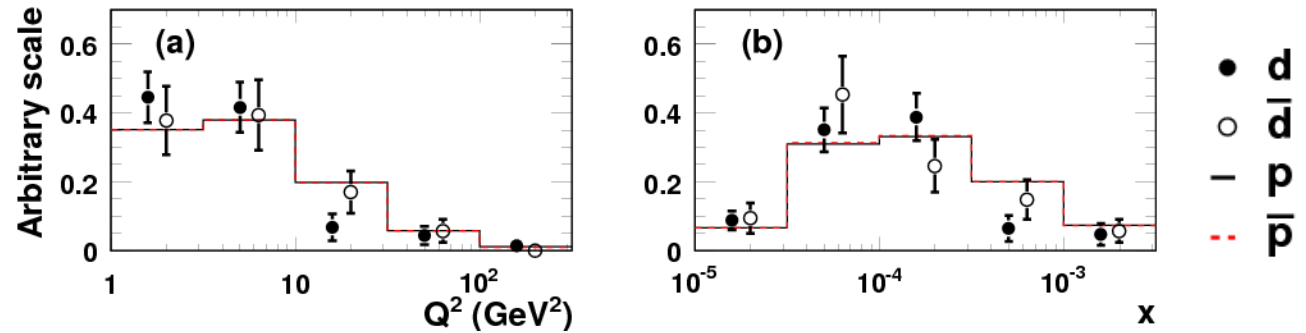 Arbitrary scale
0.6
0.4
0.2
0
(a)
1
10
10²
Q² (GeV²)
0.6
0.4
0.2
0
(b)
10⁻⁵
10⁻⁴
10⁻³
x
d
d̅
p
p̅